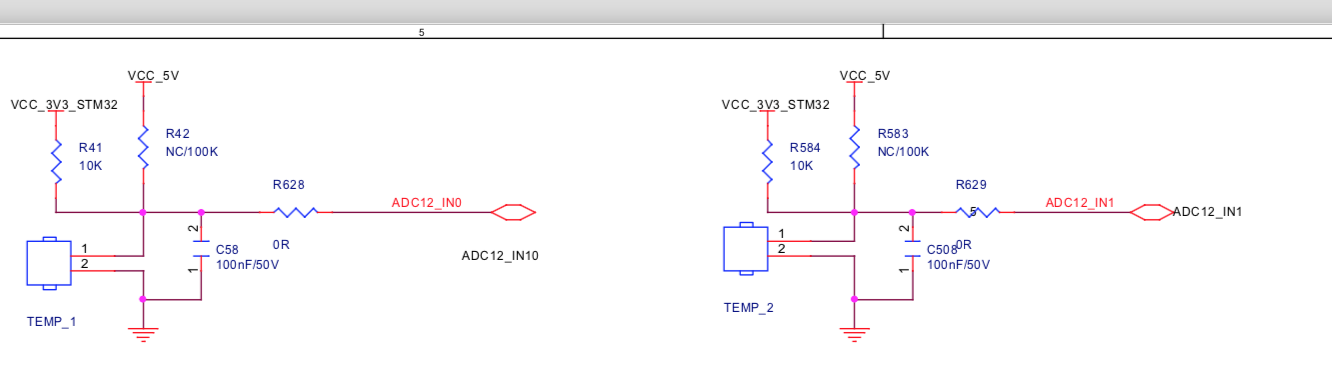 5
VCC_5V
VCC_3V3_STM32
R41
10K
R42
NC/100K
R628
0R
ADC12_IN0
ADC12_IN10
1
2
2
1
C58
100nF/50V
TEMP_1
VCC_5V
VCC_3V3_STM32
R584
10K
R583
NC/100K
R629
5
0R
ADC12_IN1
ADC12_IN1
1
2
2
1
C508
100nF/50V
TEMP_2